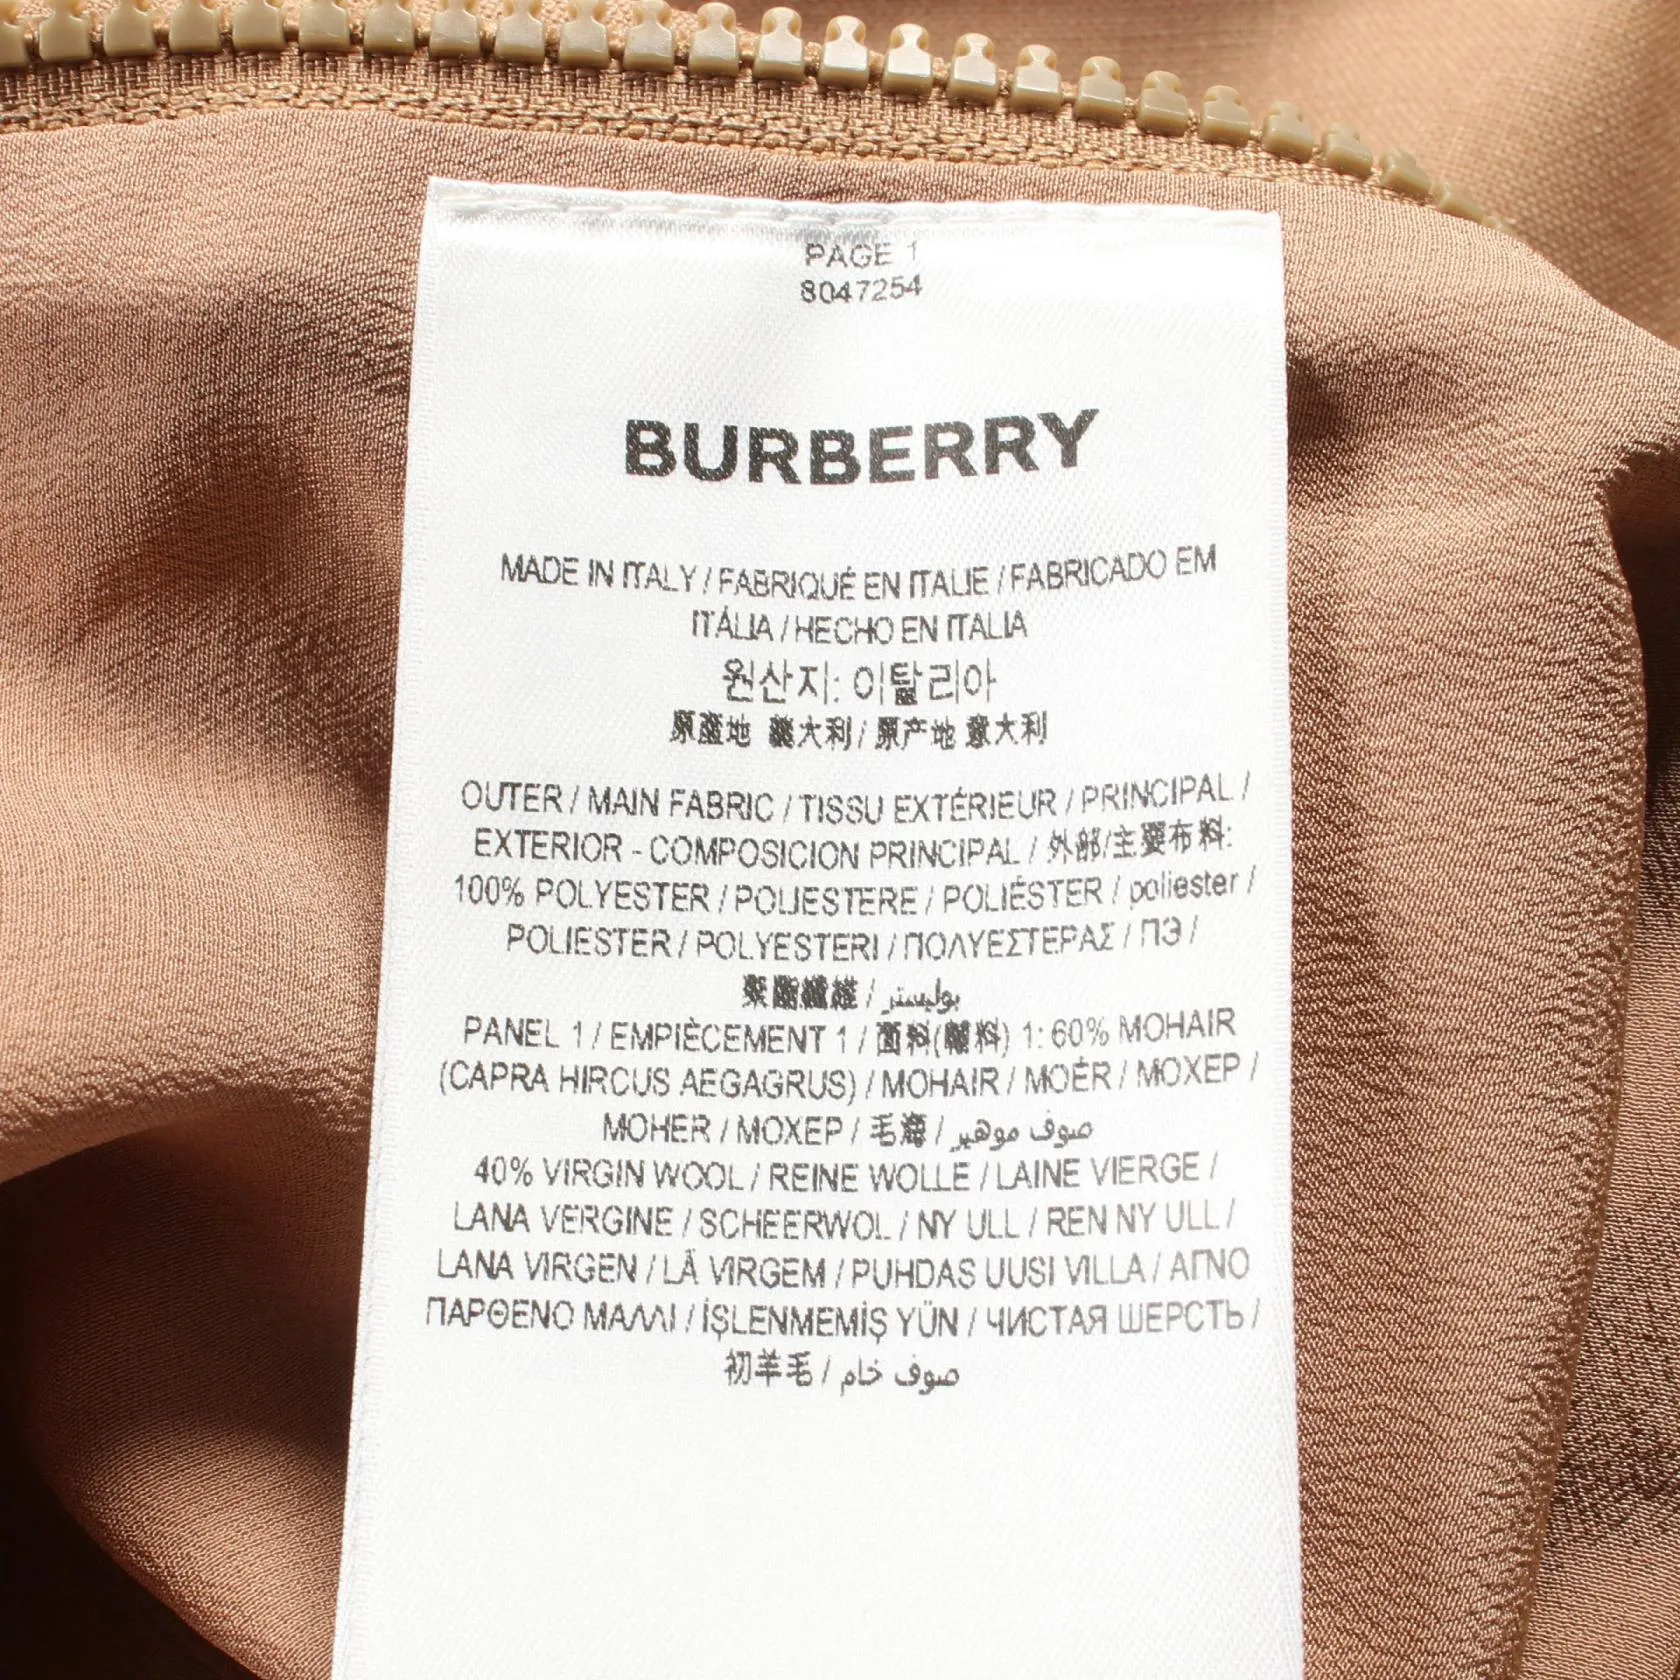 PAGE 1
8047254
BURBERRY
MADE IN ITALY / FABRIQUÉ EN ITALIE / FABRICADO EM
ITÁLIA / HECHO EN ITALIA
원산지: 이탈리아
原產地 義大利 / 原产地 意大利
OUTER / MAIN FABRIC / TISSU EXTÉRIEUR / PRINCIPAL /
EXTERIOR - COMPOSICION PRINCIPAL / 外部/主要布料:
100% POLYESTER / POLIESTERE / POLIÉSTER / poliester /
POLIESTER / POLYESTERI / ΠΟΛΥΕΣΤΕΡΑΣ / ПЭ /
聚酯纖維 / بوليستر
PANEL 1 / EMPIÈCEMENT 1 / 面料(輔料) 1: 60% MOHAIR
(CAPRA HIRCUS AEGAGRUS) / MOHAIR / MOÉR / МОХЕР /
MOHER / ΜΟΧΕΡ / 毛海 / صوف موهير
40% VIRGIN WOOL / REINE WOLLE / LAINE VIERGE /
LANA VERGINE / SCHEERWOL / NY ULL / REN NY ULL /
LANA VIRGEN / LÃ VIRGEM / PUHDAS UUSI VILLA / ΑΓΝΟ
ΠΑΡΘΕΝΟ ΜΑΛΛΙ / İŞLENMEMİŞ YÜN / ЧИСТАЯ ШЕРСТЬ /
初羊毛 / صوف خام